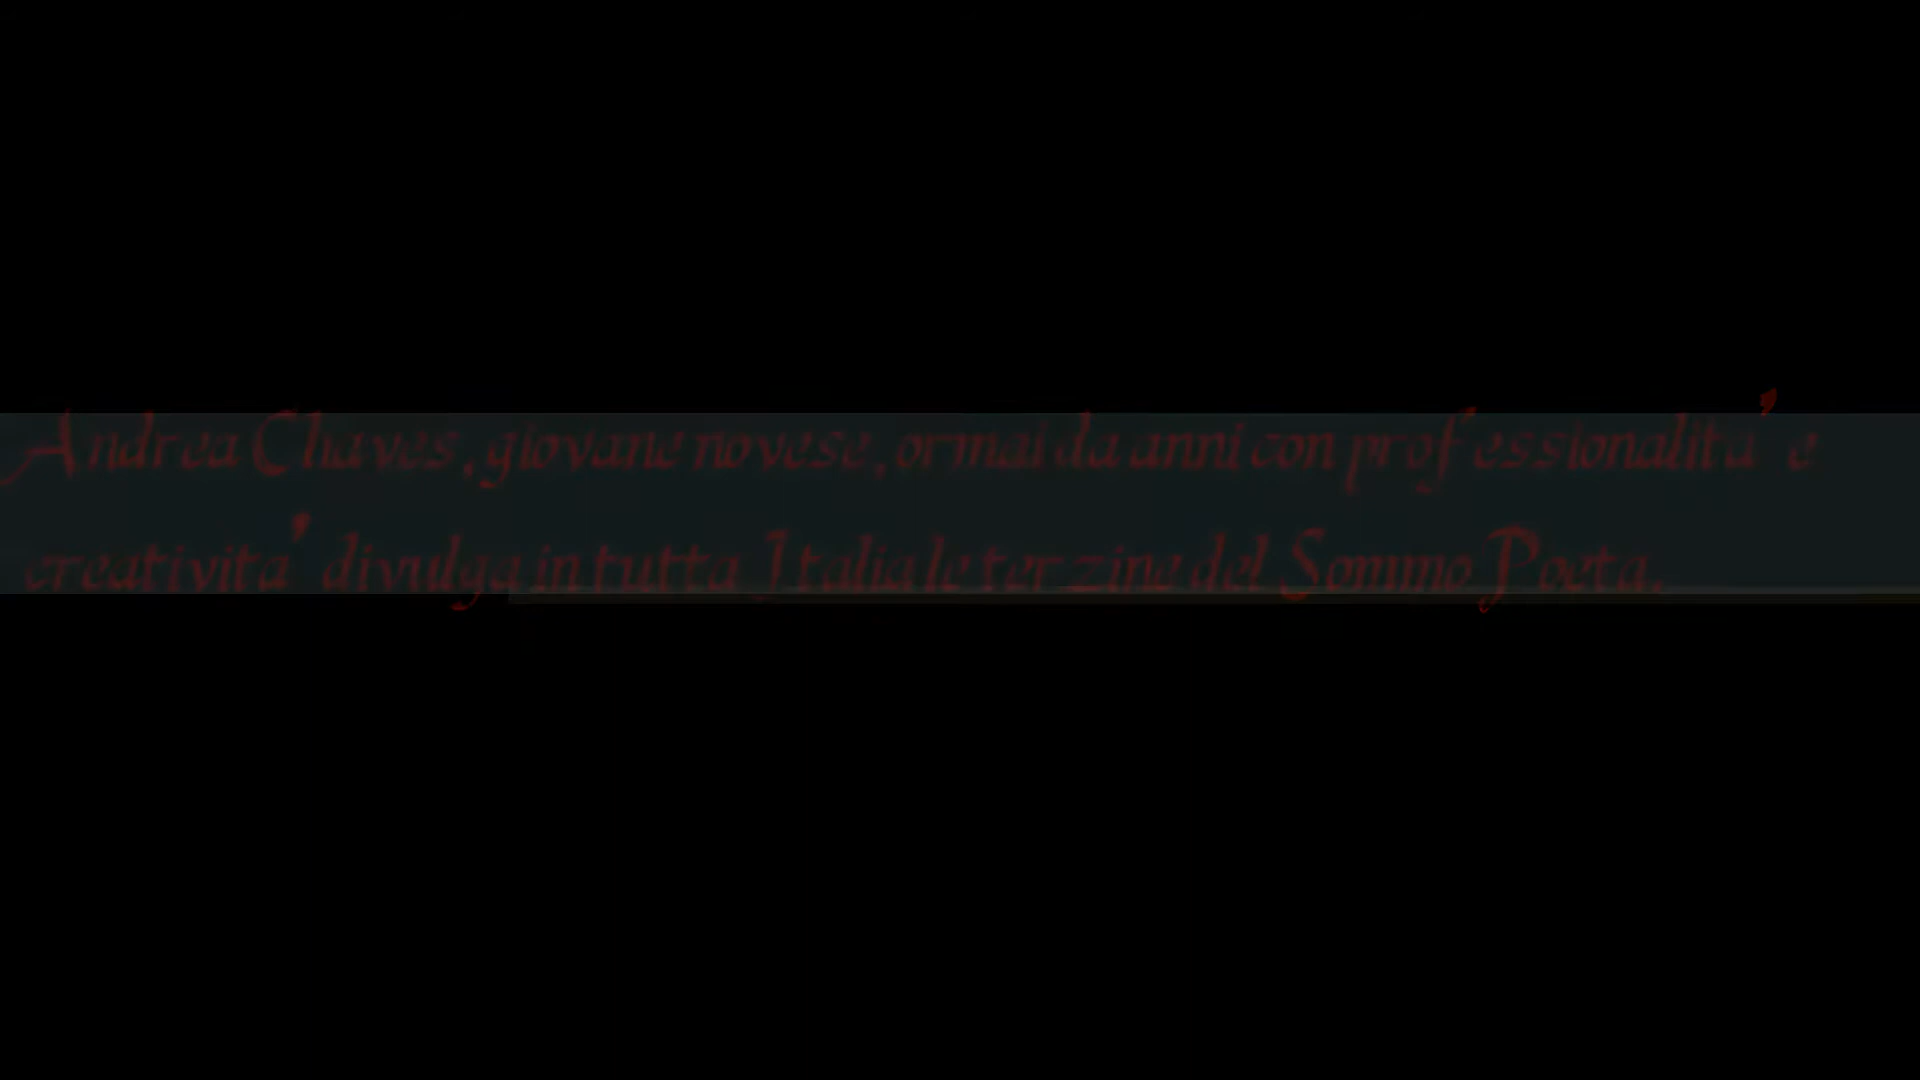 Andrea Chaves, giovane novese, ormai da anni con professionalita' e
creativita' divulga in tutta Italia le terzine del Sommo Poeta.